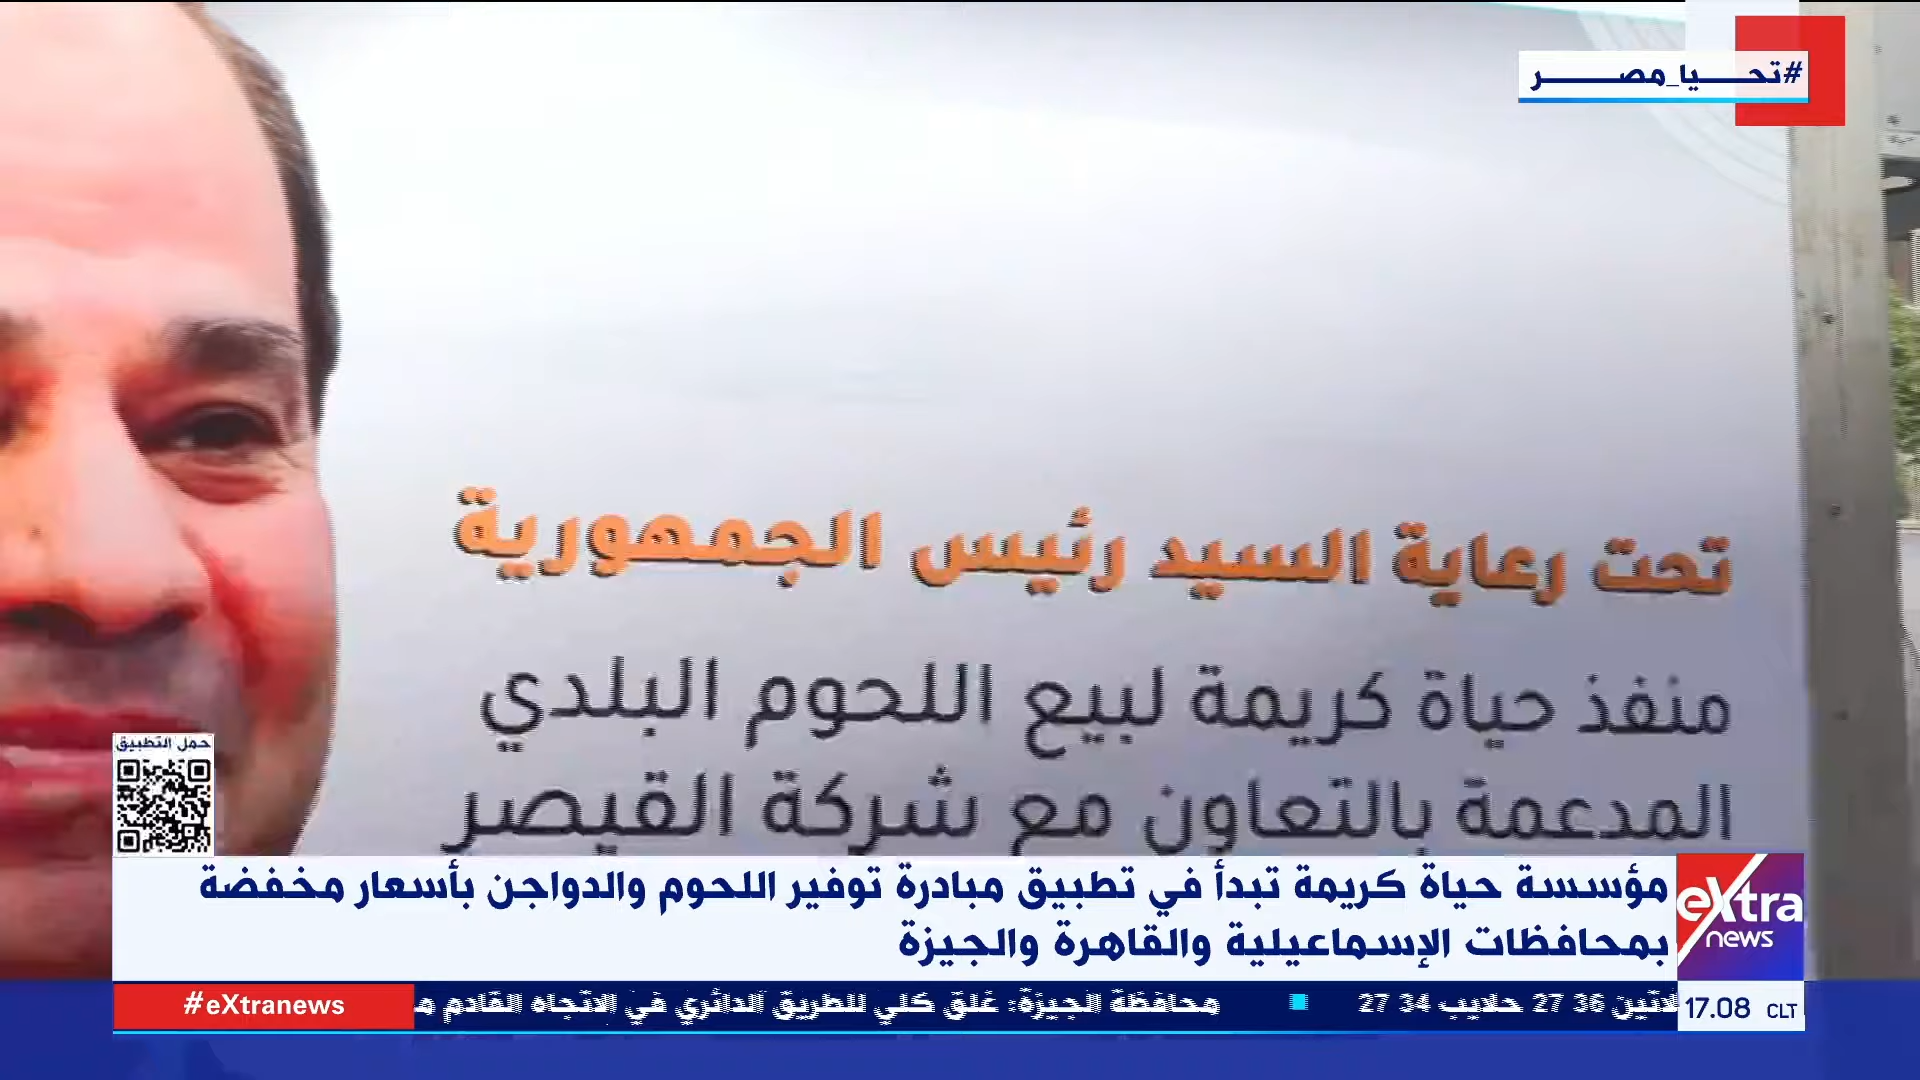 #تحيا_مصر
تحت رعاية السيد رئيس الجمهورية
منفذ حياة كريمة لبيع اللحوم البلدي
المدعمة بالتعاون مع شركة القيصر
حمل التطبيق
مؤسسة حياة كريمة تبدأ في تطبيق مبادرة توفير اللحوم والدواجن بأسعار مخفضة
بمحافظات الإسماعيلية والقاهرة والجيزة
eXtra
news
36 27 حلايب 34 27 محافظة الجيزة: غلق كلي للطريق الدائري في الاتجاه القادم
#eXtranews
17.08 CLT